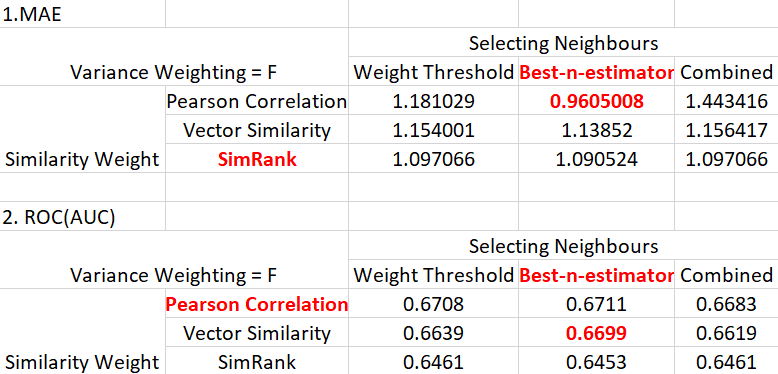 1.MAE
Selecting Neighbours
Variance Weighting = F Weight Threshold Best-n-estimator Combined
Pearson Correlation 1.181029 0.9605008 1.443416
Vector Similarity 1.154001 1.13852 1.156417
Similarity Weight SimRank 1.097066 1.090524 1.097066
2. ROC(AUC)
Selecting Neighbours
Variance Weighting = F Weight Threshold Best-n-estimator Combined
Pearson Correlation 0.6708 0.6711 0.6683
Vector Similarity 0.6639 0.6699 0.6619
Similarity Weight SimRank 0.6461 0.6453 0.6461